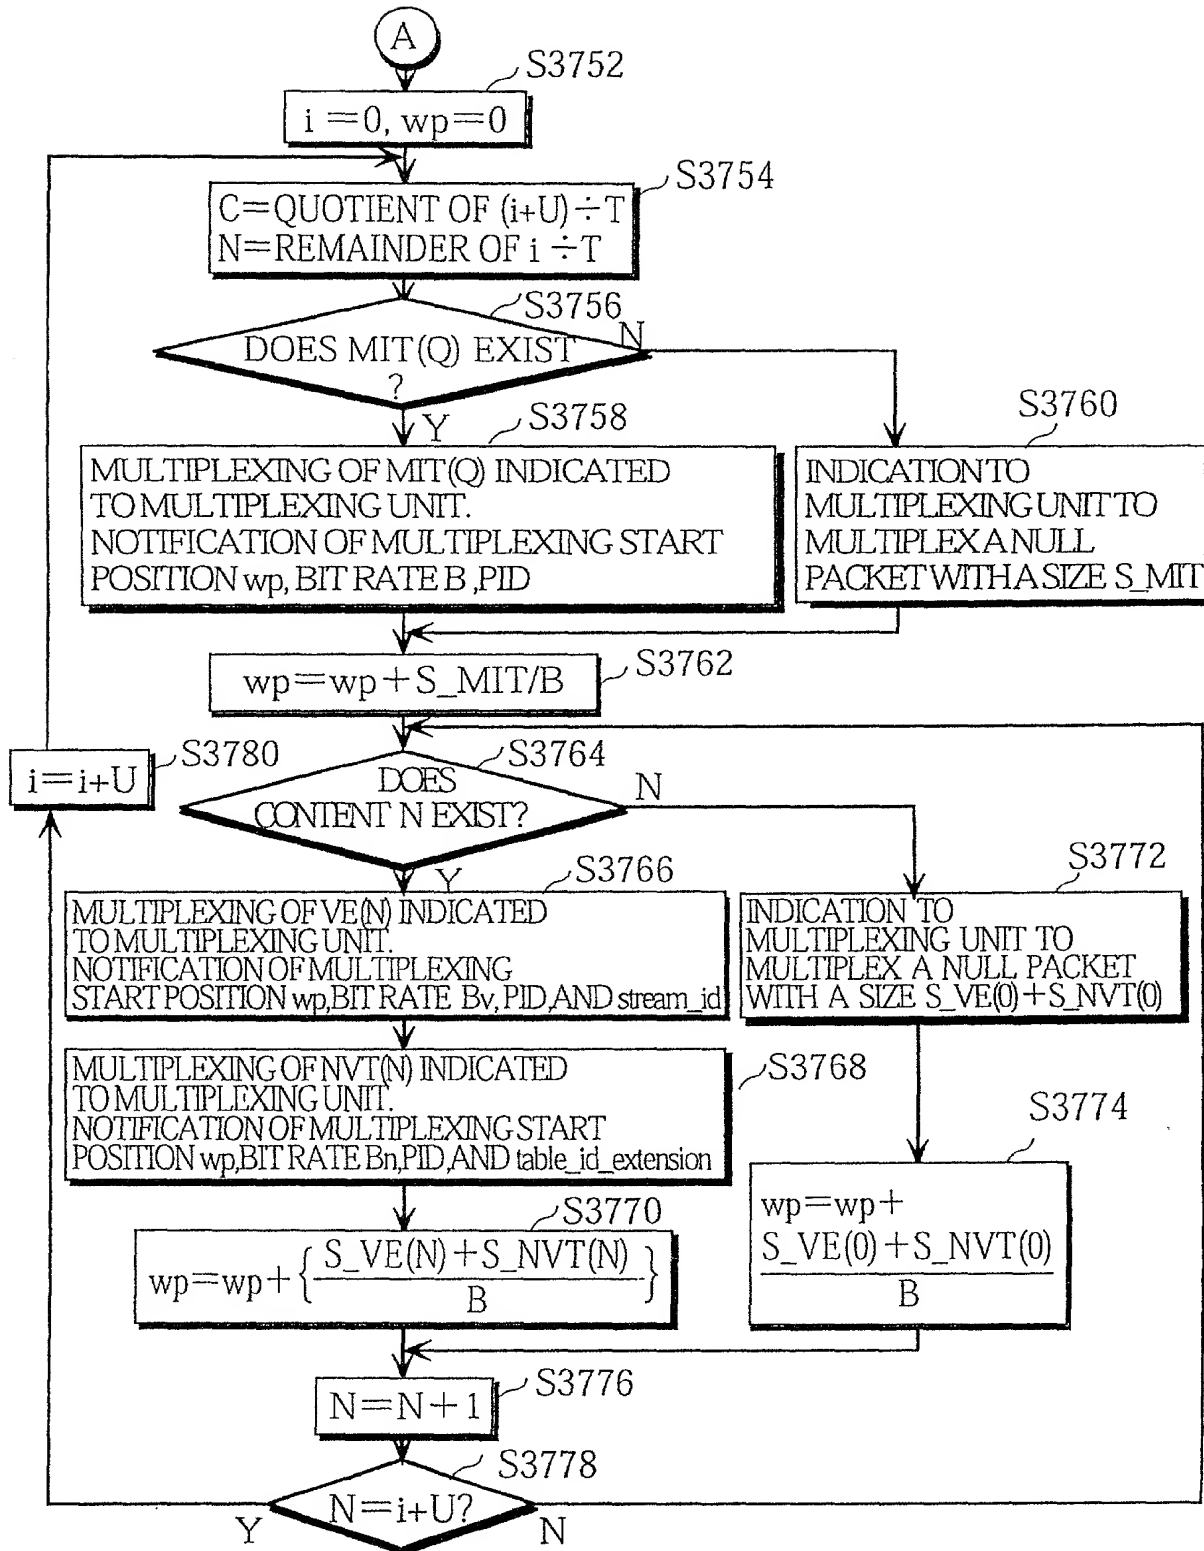 A
S3752
i=0, wp=0
S3754
C=QUOTIENT OF (i+U)÷T
N=REMAINDER OF i÷T
S3756
DOES MIT(Q) EXIST
?
N
Y
S3758
MULTIPLEXING OF MIT(Q) INDICATED
TO MULTIPLEXING UNIT.
NOTIFICATION OF MULTIPLEXING START
POSITION wp, BIT RATE B ,PID
S3760
INDICATION TO
MULTIPLEXING UNIT TO
MULTIPLEX A NULL
PACKET WITH A SIZE S_MIT
S3762
wp=wp+S_MIT/B
S3780
i=i+U
S3764
DOES
CONTENT N EXIST?
N
Y
S3766
MULTIPLEXING OF VE(N) INDICATED
TO MULTIPLEXING UNIT.
NOTIFICATION OF MULTIPLEXING
START POSITION wp,BIT RATE Bv, PID,AND stream_id
S3772
INDICATION TO
MULTIPLEXING UNIT TO
MULTIPLEX A NULL PACKET
WITH A SIZE S_VE(0)+S_NVT(0)
MULTIPLEXING OF NVT(N) INDICATED
TO MULTIPLEXING UNIT.
NOTIFICATION OF MULTIPLEXING START
POSITION wp,BIT RATE Bn,PID,AND table_id_extension
S3768
S3774
wp=wp+
S_VE(0)+S_NVT(0)
B
S3770
wp=wp+{S_VE(N)+S_NVT(N)}
B
S3776
N=N+1
S3778
N=i+U?
Y
N